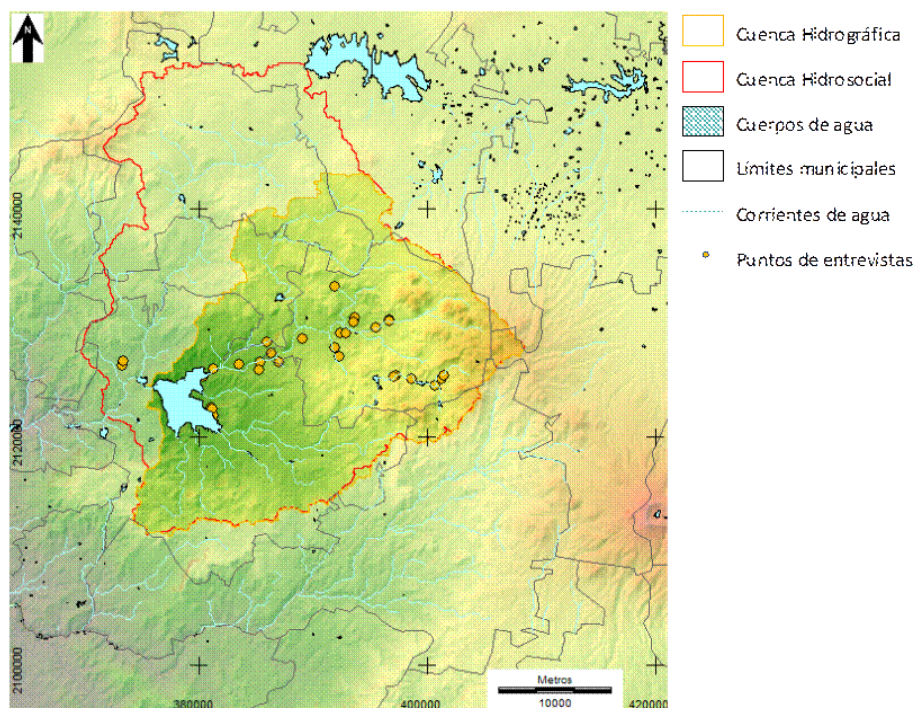 N
Cuenca Hidrográfica
Cuenca Hidrosocial
Cuerpos de agua
Límites municipales
Corrientes de agua
Puntos de entrevistas
2140000
2120000
2100000
Metros
10000
380000
400000
420000